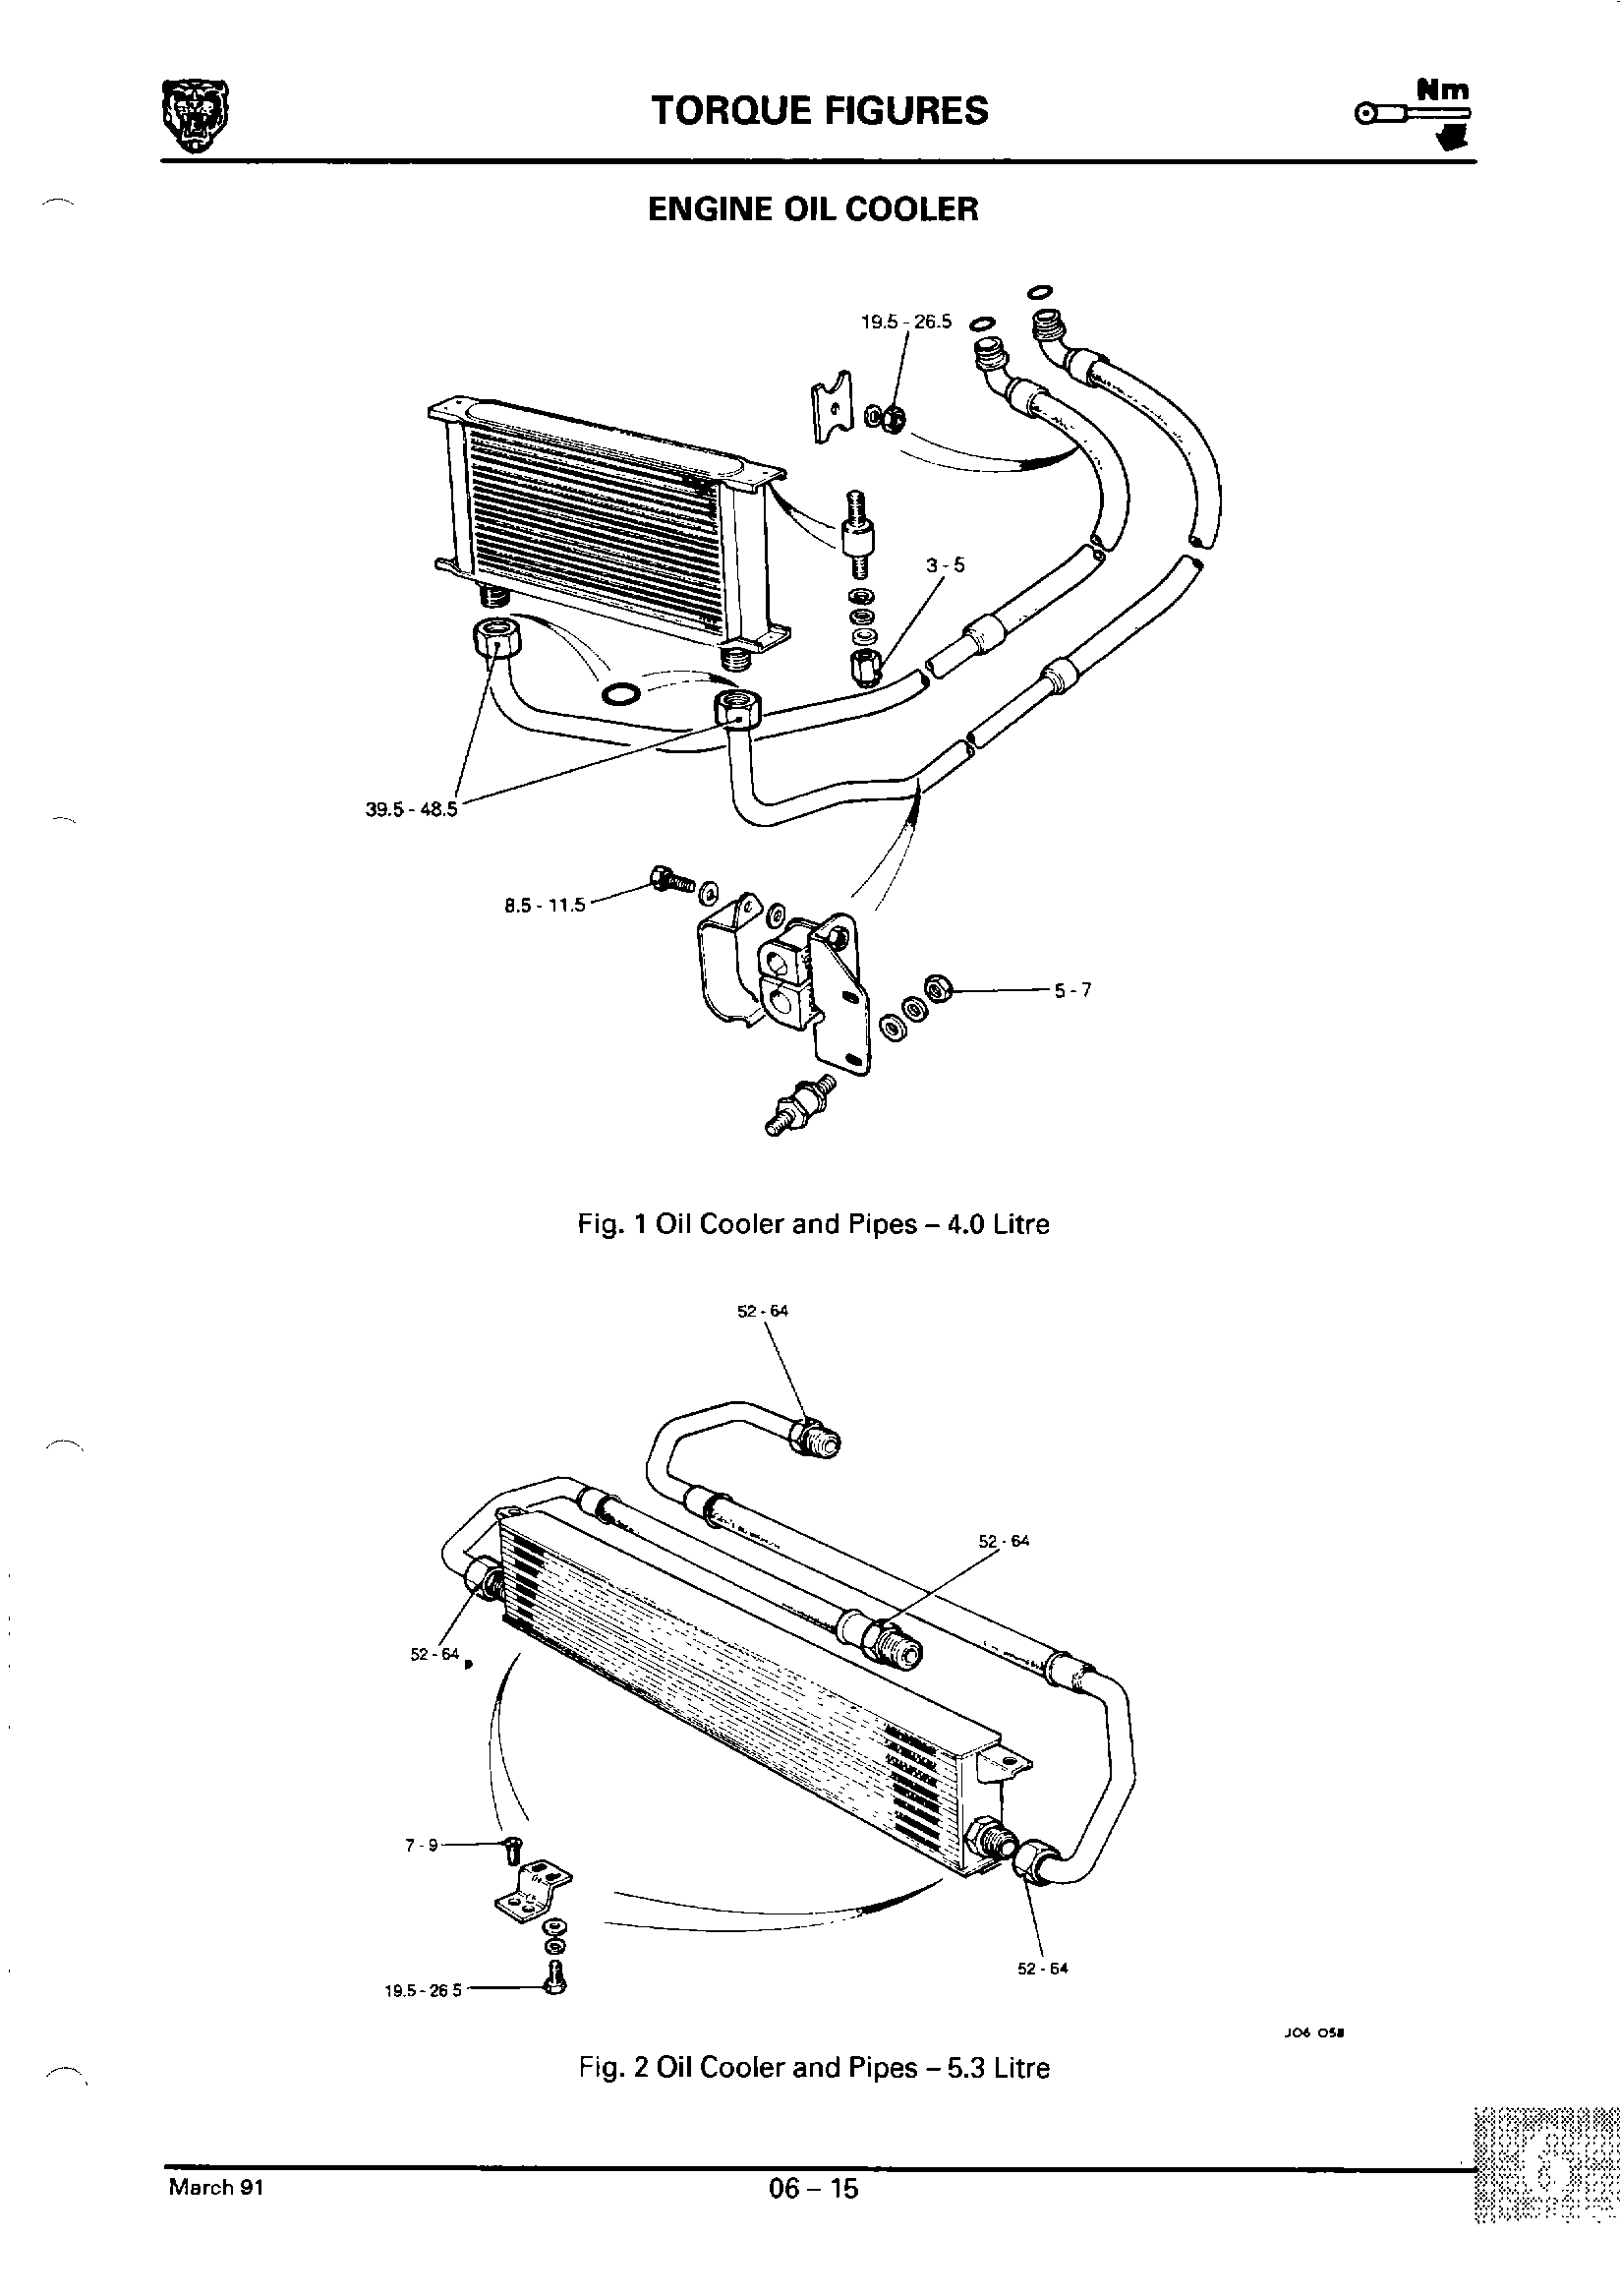 Nm
TORQUE FIGURES
ENGINE OIL COOLER
19.5 - 26.5
3 - 5
39.5 - 48.5
8.5 - 11.5
5 - 7
Fig. 1 Oil Cooler and Pipes – 4.0 Litre
52 - 64
52 - 64
52 - 64
7 - 9
52 - 64
19.5 - 26 5
J06 058
Fig. 2 Oil Cooler and Pipes – 5.3 Litre
6
March 91
06 – 15